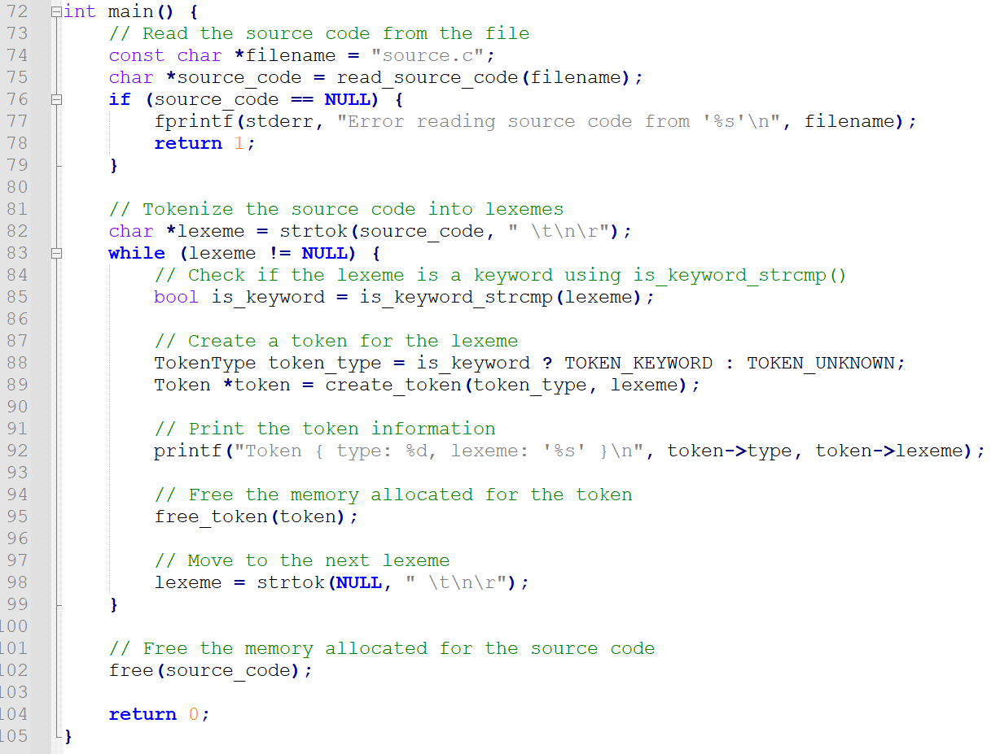 72 int main() {
73 // Read the source code from the file
74 const char *filename = "source.c";
75 char *source_code = read_source_code(filename);
76 if (source_code == NULL) {
77 fprintf(stderr, "Error reading source code from '%s'\n", filename);
78 return 1;
79 }
80
81 // Tokenize the source code into lexemes
82 char *lexeme = strtok(source_code, " \t\n\r");
83 while (lexeme != NULL) {
84 // Check if the lexeme is a keyword using is_keyword_strcmp()
85 bool is_keyword = is_keyword_strcmp(lexeme);
86
87 // Create a token for the lexeme
88 TokenType token_type = is_keyword ? TOKEN_KEYWORD : TOKEN_UNKNOWN;
89 Token *token = create_token(token_type, lexeme);
90
91 // Print the token information
92 printf("Token { type: %d, lexeme: '%s' }\n", token->type, token->lexeme);
93
94 // Free the memory allocated for the token
95 free_token(token);
96
97 // Move to the next lexeme
98 lexeme = strtok(NULL, " \t\n\r");
99 }
100
101 // Free the memory allocated for the source code
102 free(source_code);
103
104 return 0;
105 }